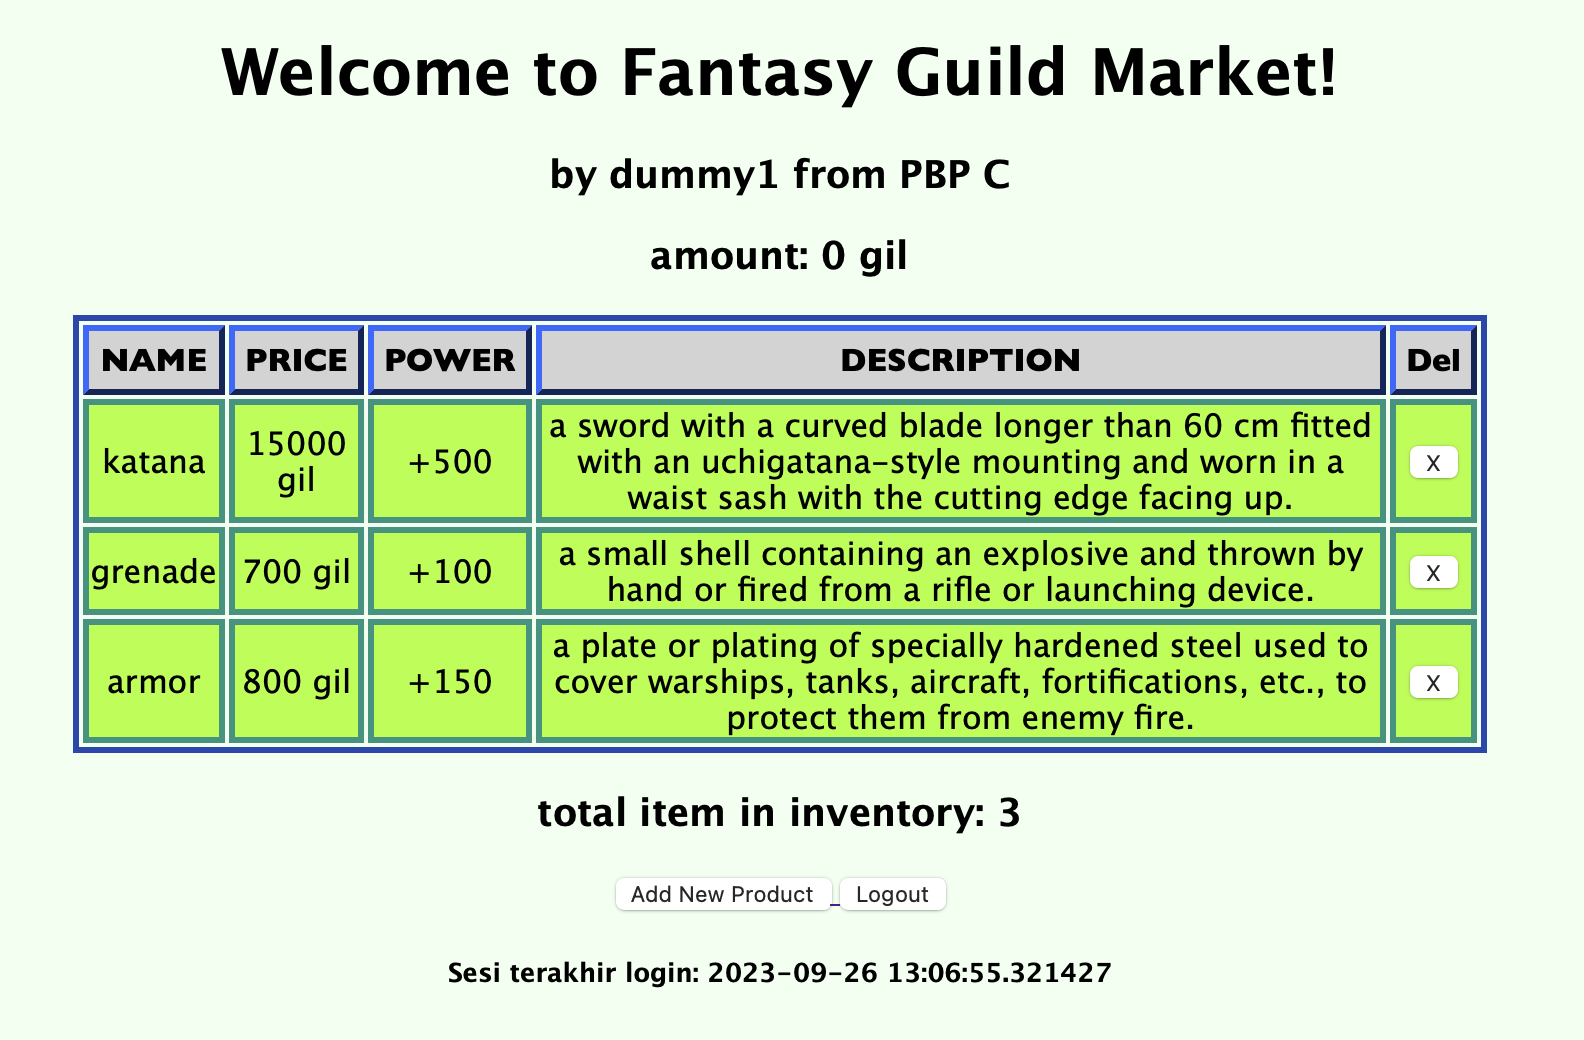 Welcome to Fantasy Guild Market!
by dummy1 from PBP C
amount: 0 gil
NAME PRICE POWER DESCRIPTION Del
katana 15000 gil +500 a sword with a curved blade longer than 60 cm fitted
with an uchigatana-style mounting and worn in a
waist sash with the cutting edge facing up. X
grenade 700 gil +100 a small shell containing an explosive and thrown by
hand or fired from a rifle or launching device. X
armor 800 gil +150 a plate or plating of specially hardened steel used to
cover warships, tanks, aircraft, fortifications, etc., to
protect them from enemy fire. X
total item in inventory: 3
Add New Product Logout
Sesi terakhir login: 2023-09-26 13:06:55.321427